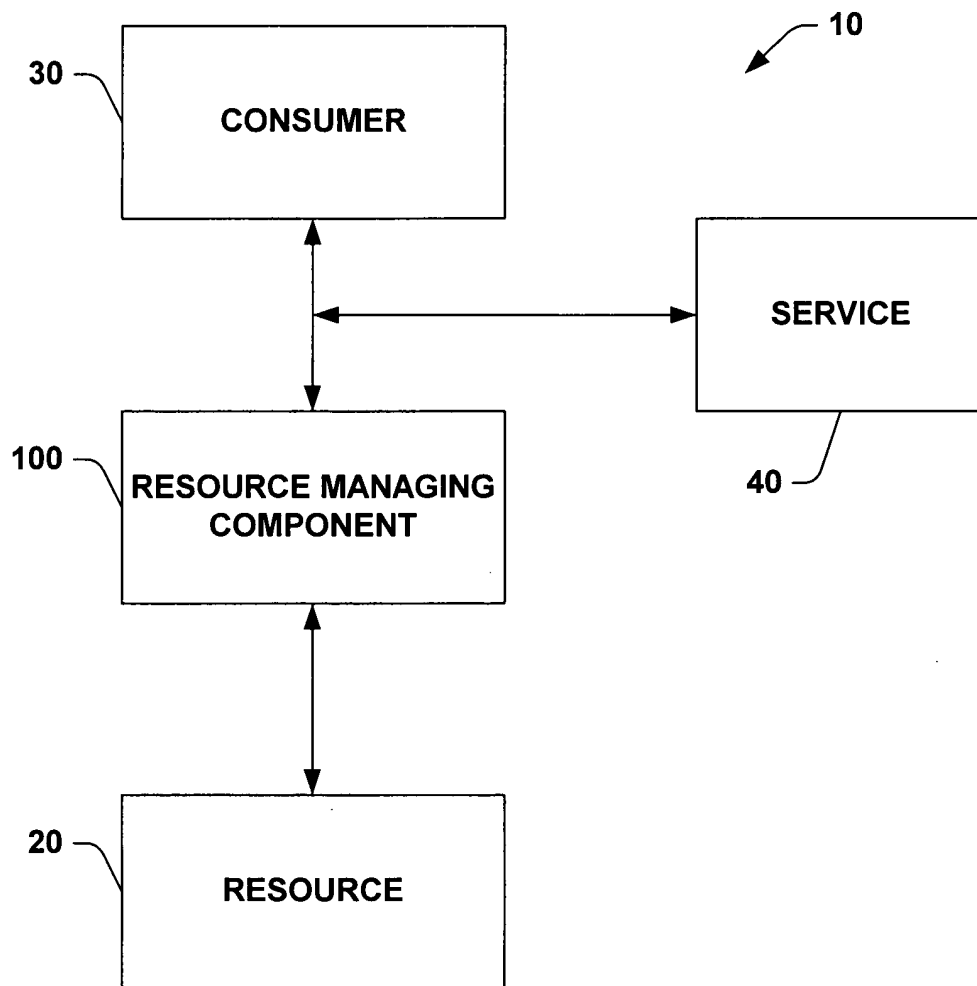 10
30
CONSUMER
SERVICE
40
100
RESOURCE MANAGING
COMPONENT
20
RESOURCE